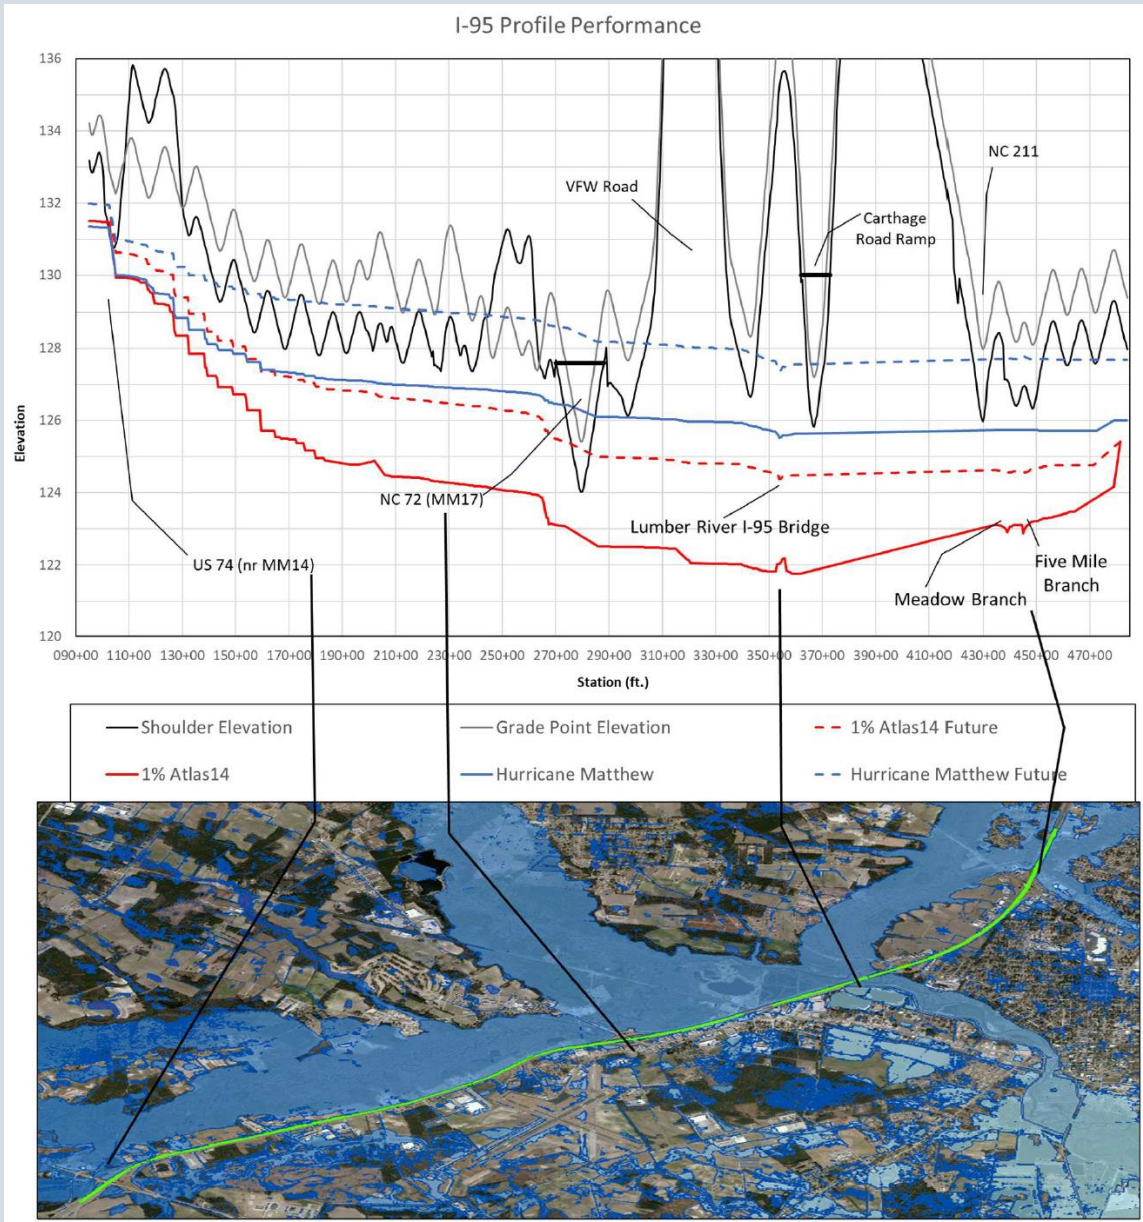 I-95 Profile Performance
136
134
132
130
128
126
124
122
120
Elevation
NC 211
VFW Road
Carthage
Road Ramp
NC 72 (MM17)
Lumber River I-95 Bridge
US 74 (nr MM14)
Five Mile
Branch
Meadow Branch
090+00 110+00 130+00 150+00 170+00 190+00 210+00 230+00 250+00 270+00 290+00 310+00 330+00 350+00 370+00 390+00 410+00 430+00 450+00 470+00
Station (ft.)
Shoulder Elevation Grade Point Elevation 1% Atlas14 Future
1% Atlas14 Hurricane Matthew Hurricane Matthew Future